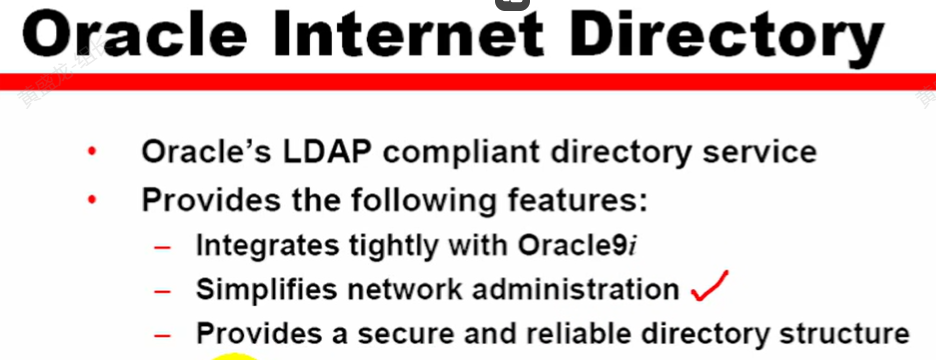 Oracle Internet Directory
• Oracle's LDAP compliant directory service
• Provides the following features:
– Integrates tightly with Oracle9i
– Simplifies network administration
– Provides a secure and reliable directory structure